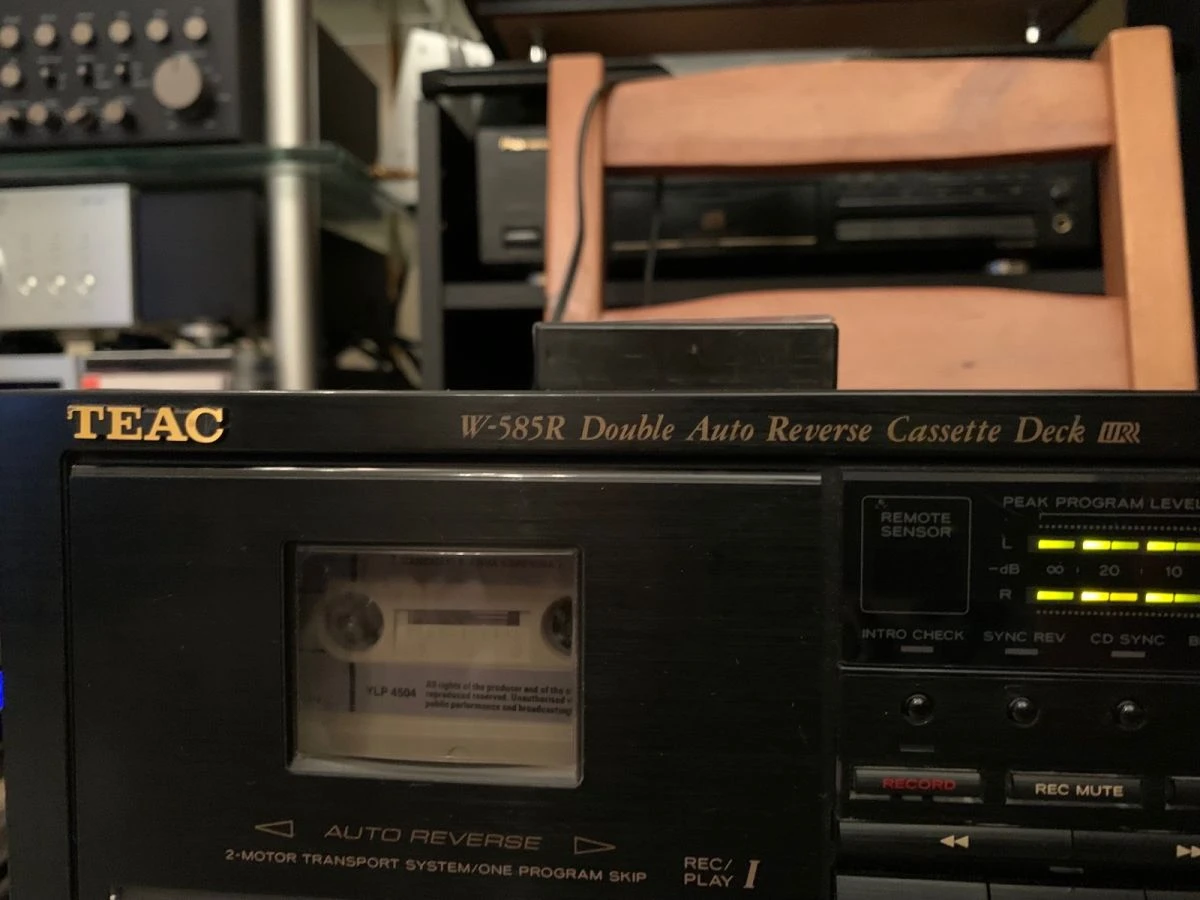 TEAC
W-585R Double Auto Reverse Cassette Deck
REMOTE
SENSOR
PEAK PROGRAM LEVEL
L
-dB ∞ 20 10
R
INTRO CHECK SYNC REV CD SYNC
YLP 4504
All rights of the producer and of the
reproduced reserved. Unauthorised
public performance and broadcasting
RECORD
REC MUTE
AUTO REVERSE
2-MOTOR TRANSPORT SYSTEM/ONE PROGRAM SKIP
REC/
PLAY I